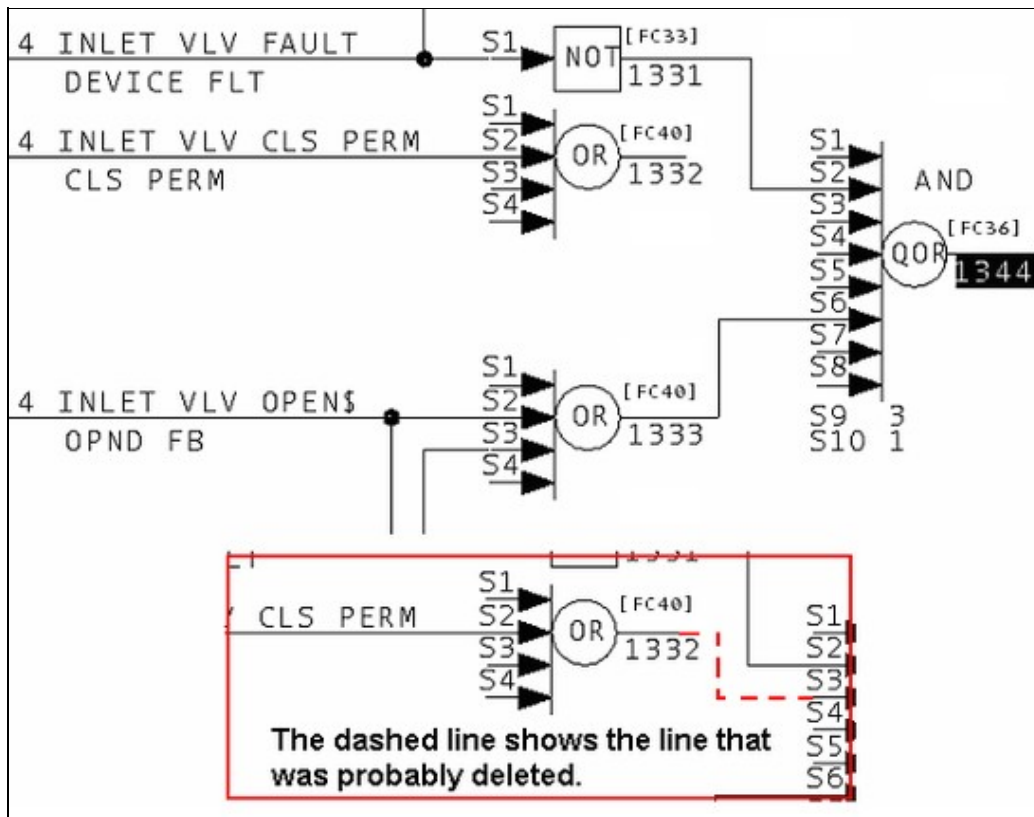 4 INLET VLV FAULT
DEVICE FLT
S1
NOT
[FC33]
1331
4 INLET VLV CLS PERM
CLS PERM
S1
S2
S3
S4
OR
[FC40]
1332
4 INLET VLV OPEN$
OPND FB
S1
S2
S3
S4
OR
[FC40]
1333
S1
S2
S3
S4
S5
S6
S7
S8
S9 3
S10 1
AND
QOR
[FC36]
1344
CLS PERM
S1
S2
S3
S4
OR
[FC40]
1332
S1
S2
S3
S4
S5
S6
The dashed line shows the line that
was probably deleted.